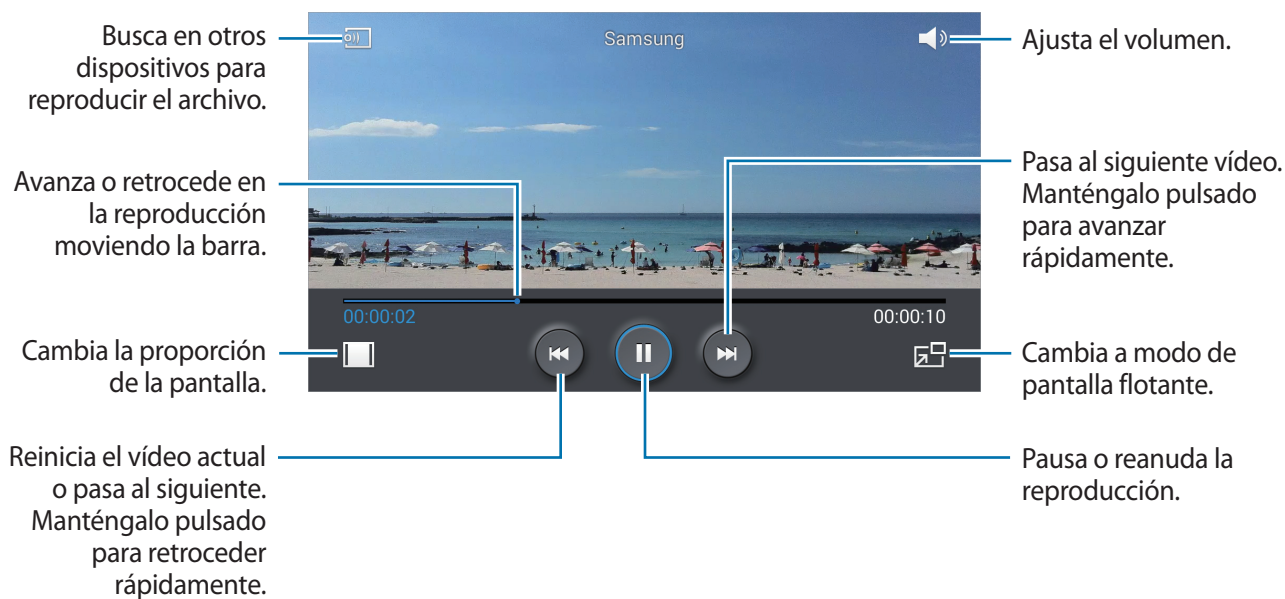 Busca en otros
dispositivos para
reproducir el archivo.
Samsung
Ajusta el volumen.
Avanza o retrocede en
la reproducción
moviendo la barra.
Pasa al siguiente vídeo.
Manténgalo pulsado
para avanzar
rápidamente.
00:00:02
00:00:10
Cambia la proporción
de la pantalla.
Cambia a modo de
pantalla flotante.
Reinicia el vídeo actual
o pasa al siguiente.
Manténgalo pulsado
para retroceder
rápidamente.
Pausa o reanuda la
reproducción.